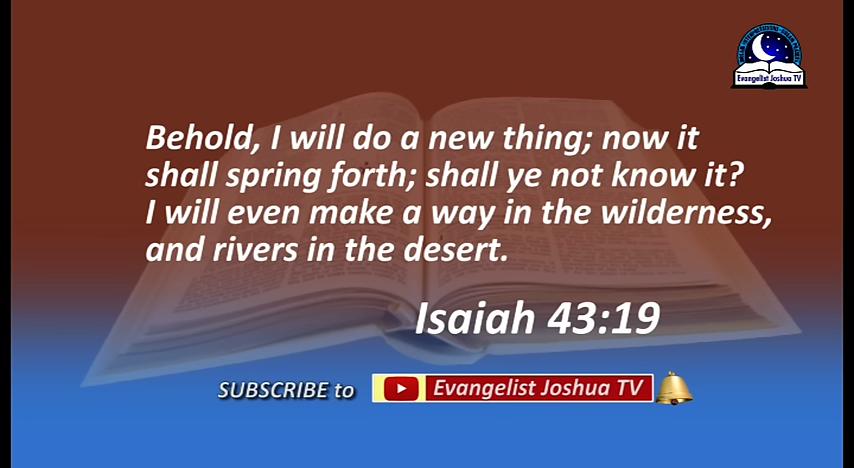 Evangelist Joshua TV
Behold, I will do a new thing; now it
shall spring forth; shall ye not know it?
I will even make a way in the wilderness,
and rivers in the desert.
Isaiah 43:19
SUBSCRIBE to Evangelist Joshua TV